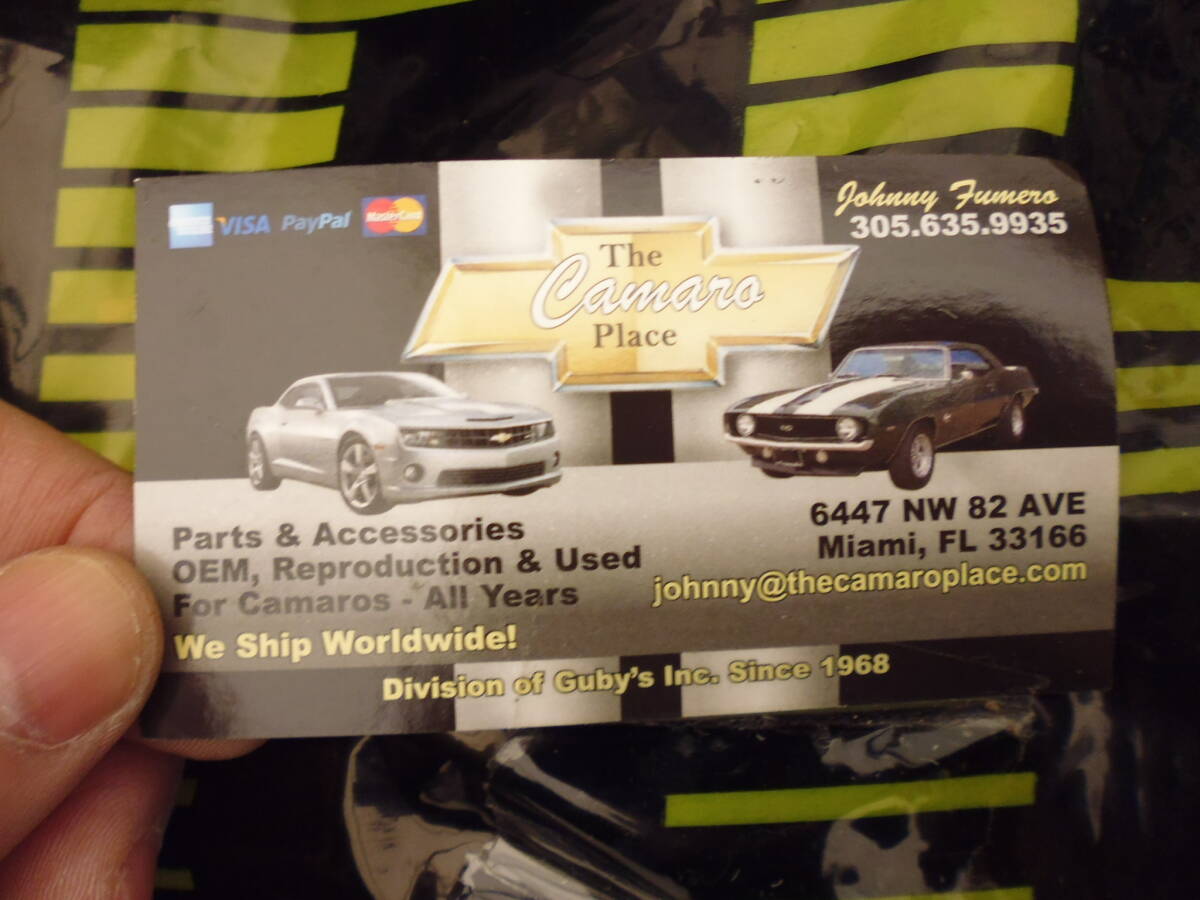 VISA PayPal MasterCard
Johnny Fumero
305.635.9935
The
Camaro
Place
Parts & Accessories
OEM, Reproduction & Used
For Camaros - All Years
We Ship Worldwide!
6447 NW 82 AVE
Miami, FL 33166
johnny@thecamaroplace.com
Division of Guby's Inc. Since 1968